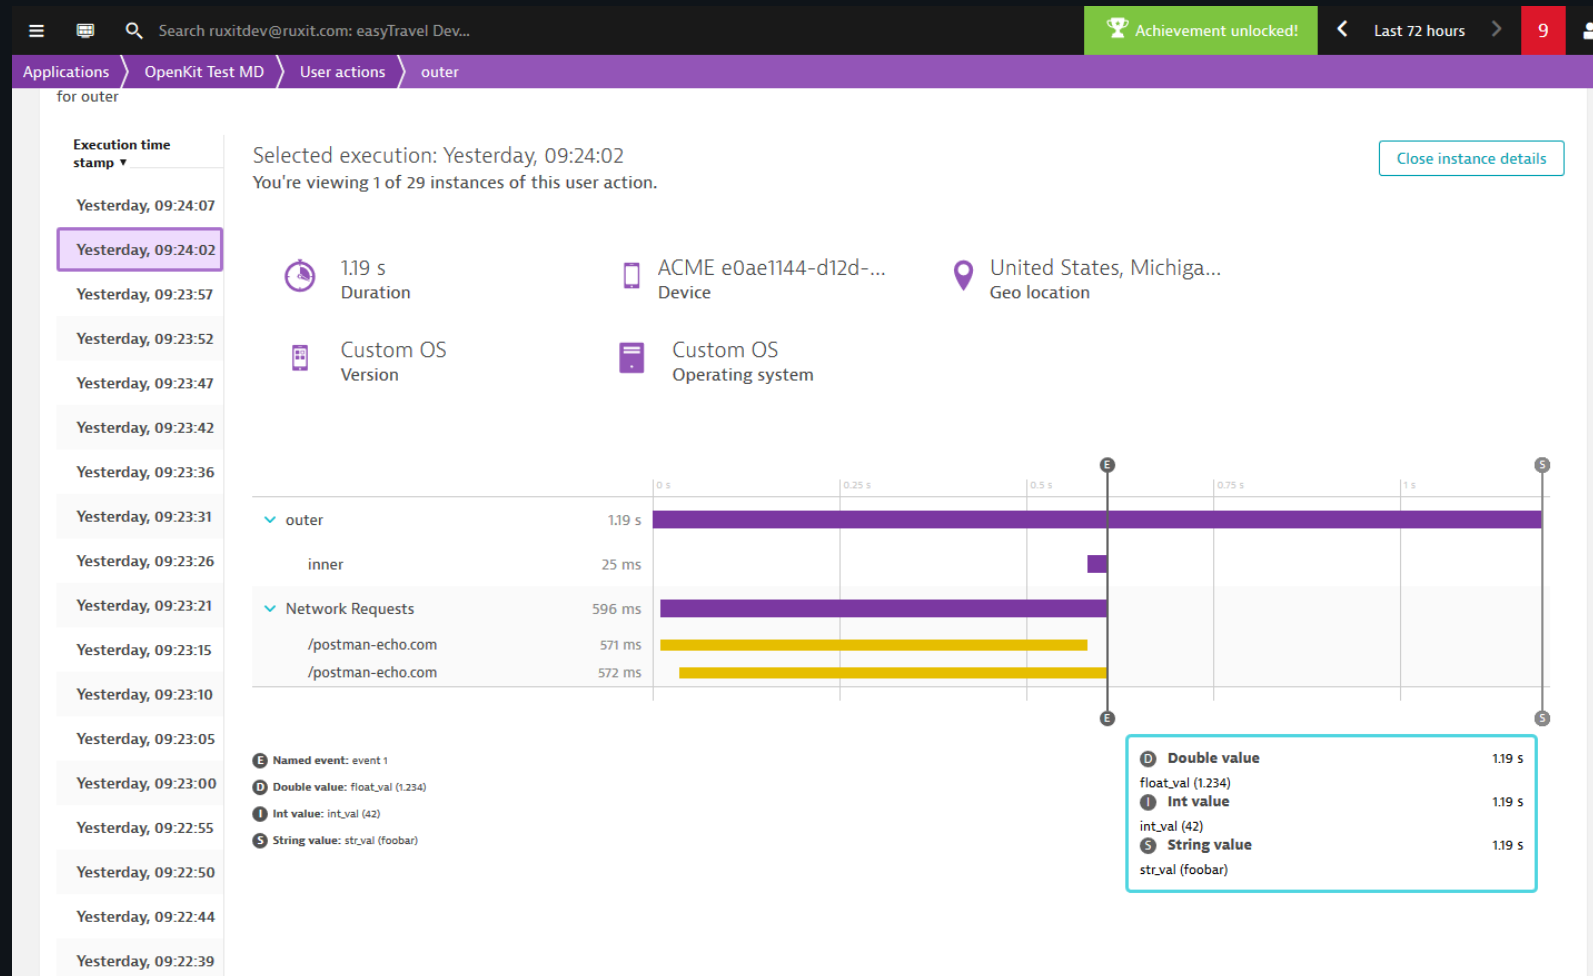 Search ruxitdev@ruxit.com: easyTravel Dev...
Achievement unlocked!
Last 72 hours
9
Applications
OpenKit Test MD
User actions
outer
for outer
Execution time
stamp ▼
Yesterday, 09:24:07
Yesterday, 09:24:02
Yesterday, 09:23:57
Yesterday, 09:23:52
Yesterday, 09:23:47
Yesterday, 09:23:42
Yesterday, 09:23:36
Yesterday, 09:23:31
Yesterday, 09:23:26
Yesterday, 09:23:21
Yesterday, 09:23:15
Yesterday, 09:23:10
Yesterday, 09:23:05
Yesterday, 09:23:00
Yesterday, 09:22:55
Yesterday, 09:22:50
Yesterday, 09:22:44
Yesterday, 09:22:39
Selected execution: Yesterday, 09:24:02
You're viewing 1 of 29 instances of this user action.
Close instance details
1.19 s
Duration
ACME e0ae1144-d12d-...
Device
United States, Michiga...
Geo location
Custom OS
Version
Custom OS
Operating system
E
S
0 s
0.25 s
0.5 s
0.75 s
1 s
outer 1.19 s
inner 25 ms
Network Requests 596 ms
/postman-echo.com 571 ms
/postman-echo.com 572 ms
E
S
E Named event: event 1
D Double value: float_val (1.234)
I Int value: int_val (42)
S String value: str_val (foobar)
D Double value 1.19 s
float_val (1.234)
I Int value 1.19 s
int_val (42)
S String value 1.19 s
str_val (foobar)